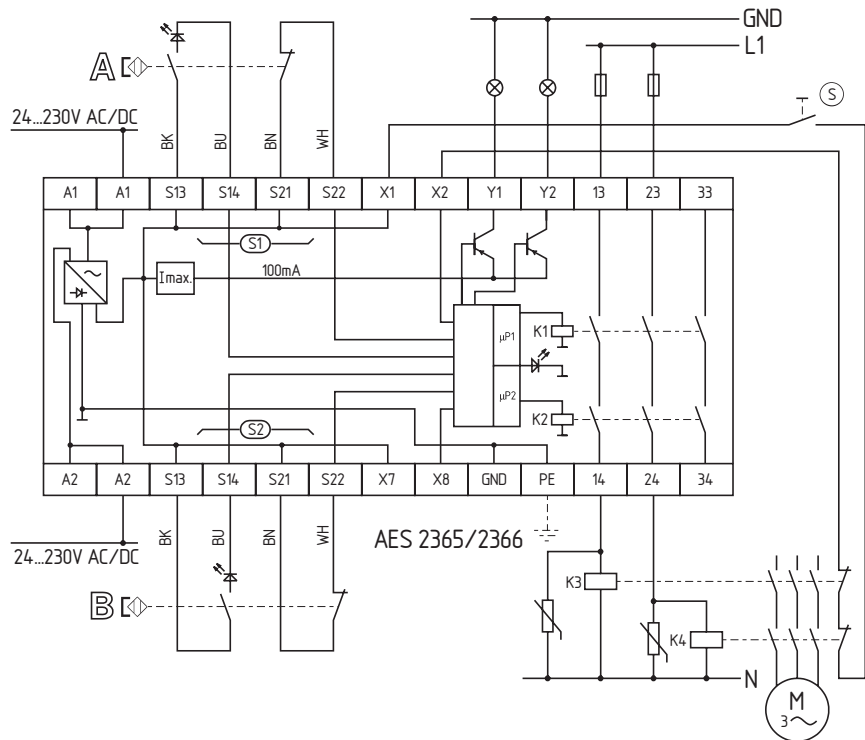 GND
L1
A
S
24...230V AC/DC
BK
BU
BN
WH
A1 A1 S13 S14 S21 S22 X1 X2 Y1 Y2 13 23 33
S1
Imax.
100mA
µP1
K1
µP2
K2
S2
A2 A2 S13 S14 S21 S22 X7 X8 GND PE 14 24 34
BK
BU
BN
WH
AES 2365/2366
24...230V AC/DC
B
K3
K4
N
M
3